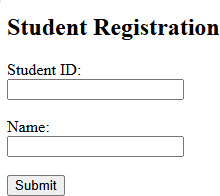 Student Registration
Student ID:
Name:
Submit